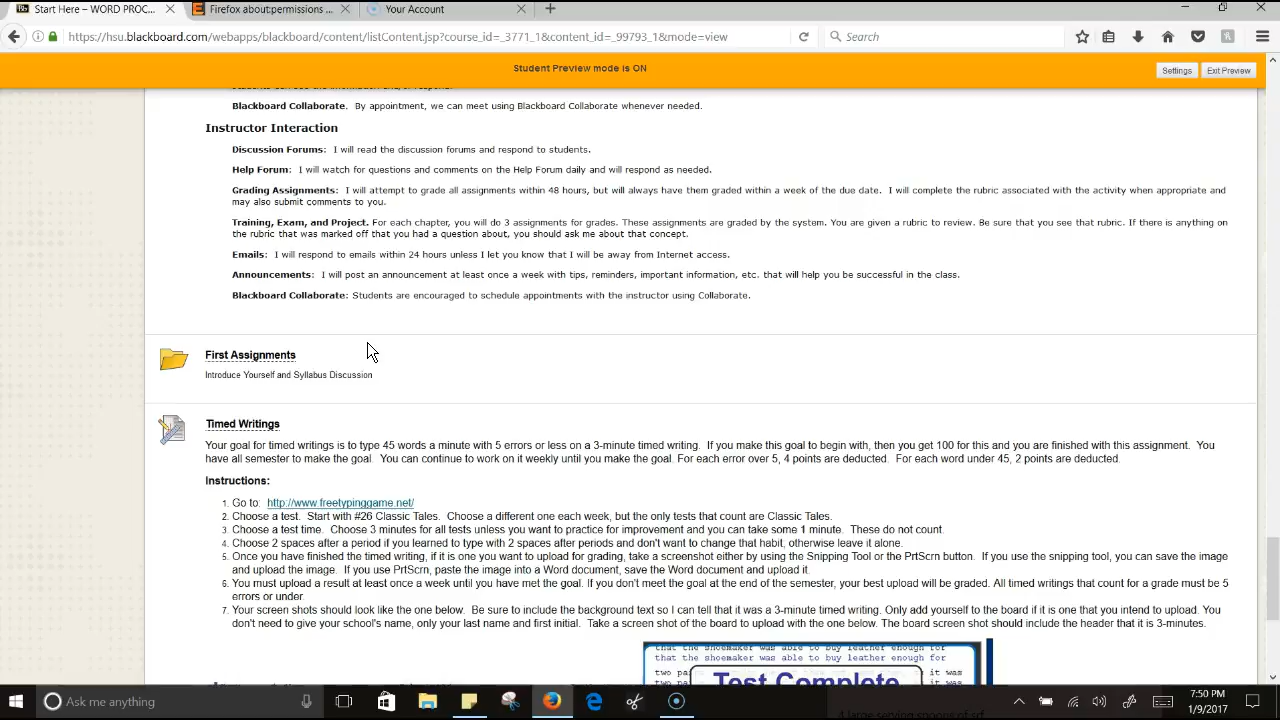 Start Here – WORD PROC...
Firefox about:permissions ...
Your Account
https://hsu.blackboard.com/webapps/blackboard/content/listContent.jsp?course_id=_3771_1&content_id=_99793_1&mode=view
Search
Student Preview mode is ON
Settings
Exit Preview
Blackboard Collaborate. By appointment, we can meet using Blackboard Collaborate whenever needed.
Instructor Interaction
Discussion Forums: I will read the discussion forums and respond to students.
Help Forum: I will watch for questions and comments on the Help Forum daily and will respond as needed.
Grading Assignments: I will attempt to grade all assignments within 48 hours, but will always have them graded within a week of the due date. I will complete the rubric associated with the activity when appropriate and
may also submit comments to you.
Training, Exam, and Project. For each chapter, you will do 3 assignments for grades. These assignments are graded by the system. You are given a rubric to review. Be sure that you see that rubric. If there is anything on
the rubric that was marked off that you had a question about, you should ask me about that concept.
Emails: I will respond to emails within 24 hours unless I let you know that I will be away from Internet access.
Announcements: I will post an announcement at least once a week with tips, reminders, important information, etc. that will help you be successful in the class.
Blackboard Collaborate: Students are encouraged to schedule appointments with the instructor using Collaborate.
First Assignments
Introduce Yourself and Syllabus Discussion
Timed Writings
Your goal for timed writings is to type 45 words a minute with 5 errors or less on a 3-minute timed writing. If you make this goal to begin with, then you get 100 for this and you are finished with this assignment. You
have all semester to make the goal. You can continue to work on it weekly until you make the goal. For each error over 5, 4 points are deducted. For each word under 45, 2 points are deducted.
Instructions:
1. Go to: http://www.freetypinggame.net/
2. Choose a test. Start with #26 Classic Tales. Choose a different one each week, but the only tests that count are Classic Tales.
3. Choose a test time. Choose 3 minutes for all tests unless you want to practice for improvement and you can take some 1 minute. These do not count.
4. Choose 2 spaces after a period if you learned to type with 2 spaces after periods and don't want to change that habit, otherwise leave it alone.
5. Once you have finished the timed writing, if it is one you want to upload for grading, take a screenshot either by using the Snipping Tool or the PrtScrn button. If you use the snipping tool, you can save the image
and upload the image. If you use PrtScrn, paste the image into a Word document, save the Word document and upload it.
6. You must upload a result at least once a week until you have met the goal. If you don't meet the goal at the end of the semester, your best upload will be graded. All timed writings that count for a grade must be 5
errors or under.
7. Your screen shots should look like the one below. Be sure to include the background text so I can tell that it was a 3-minute timed writing. Only add yourself to the board if it is one that you intend to upload. You
don't need to give your school's name, only your last name and first initial. Take a screen shot of the board to upload with the one below. The board screen shot should include the header that it is 3-minutes.
that the shoemaker was able to buy leather enough for
that the shoemaker was able to buy leather enough for
two
was
two
was
Test Complete
Ask me anything
7:50 PM
1/9/2017